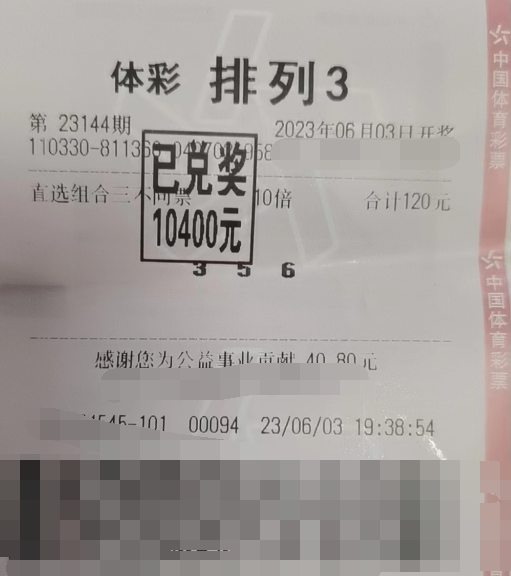 体彩 排列3
第 23144期
2023年06月03日开奖
110330-811360-
958
已兑奖
10400元
直选组合三不同票
10倍
合计120元
3 5 6
感谢您为公益事业贡献 40.80元
4545-101 00094 23/06/03 19:38:54
中国体育彩票
中国体育彩票